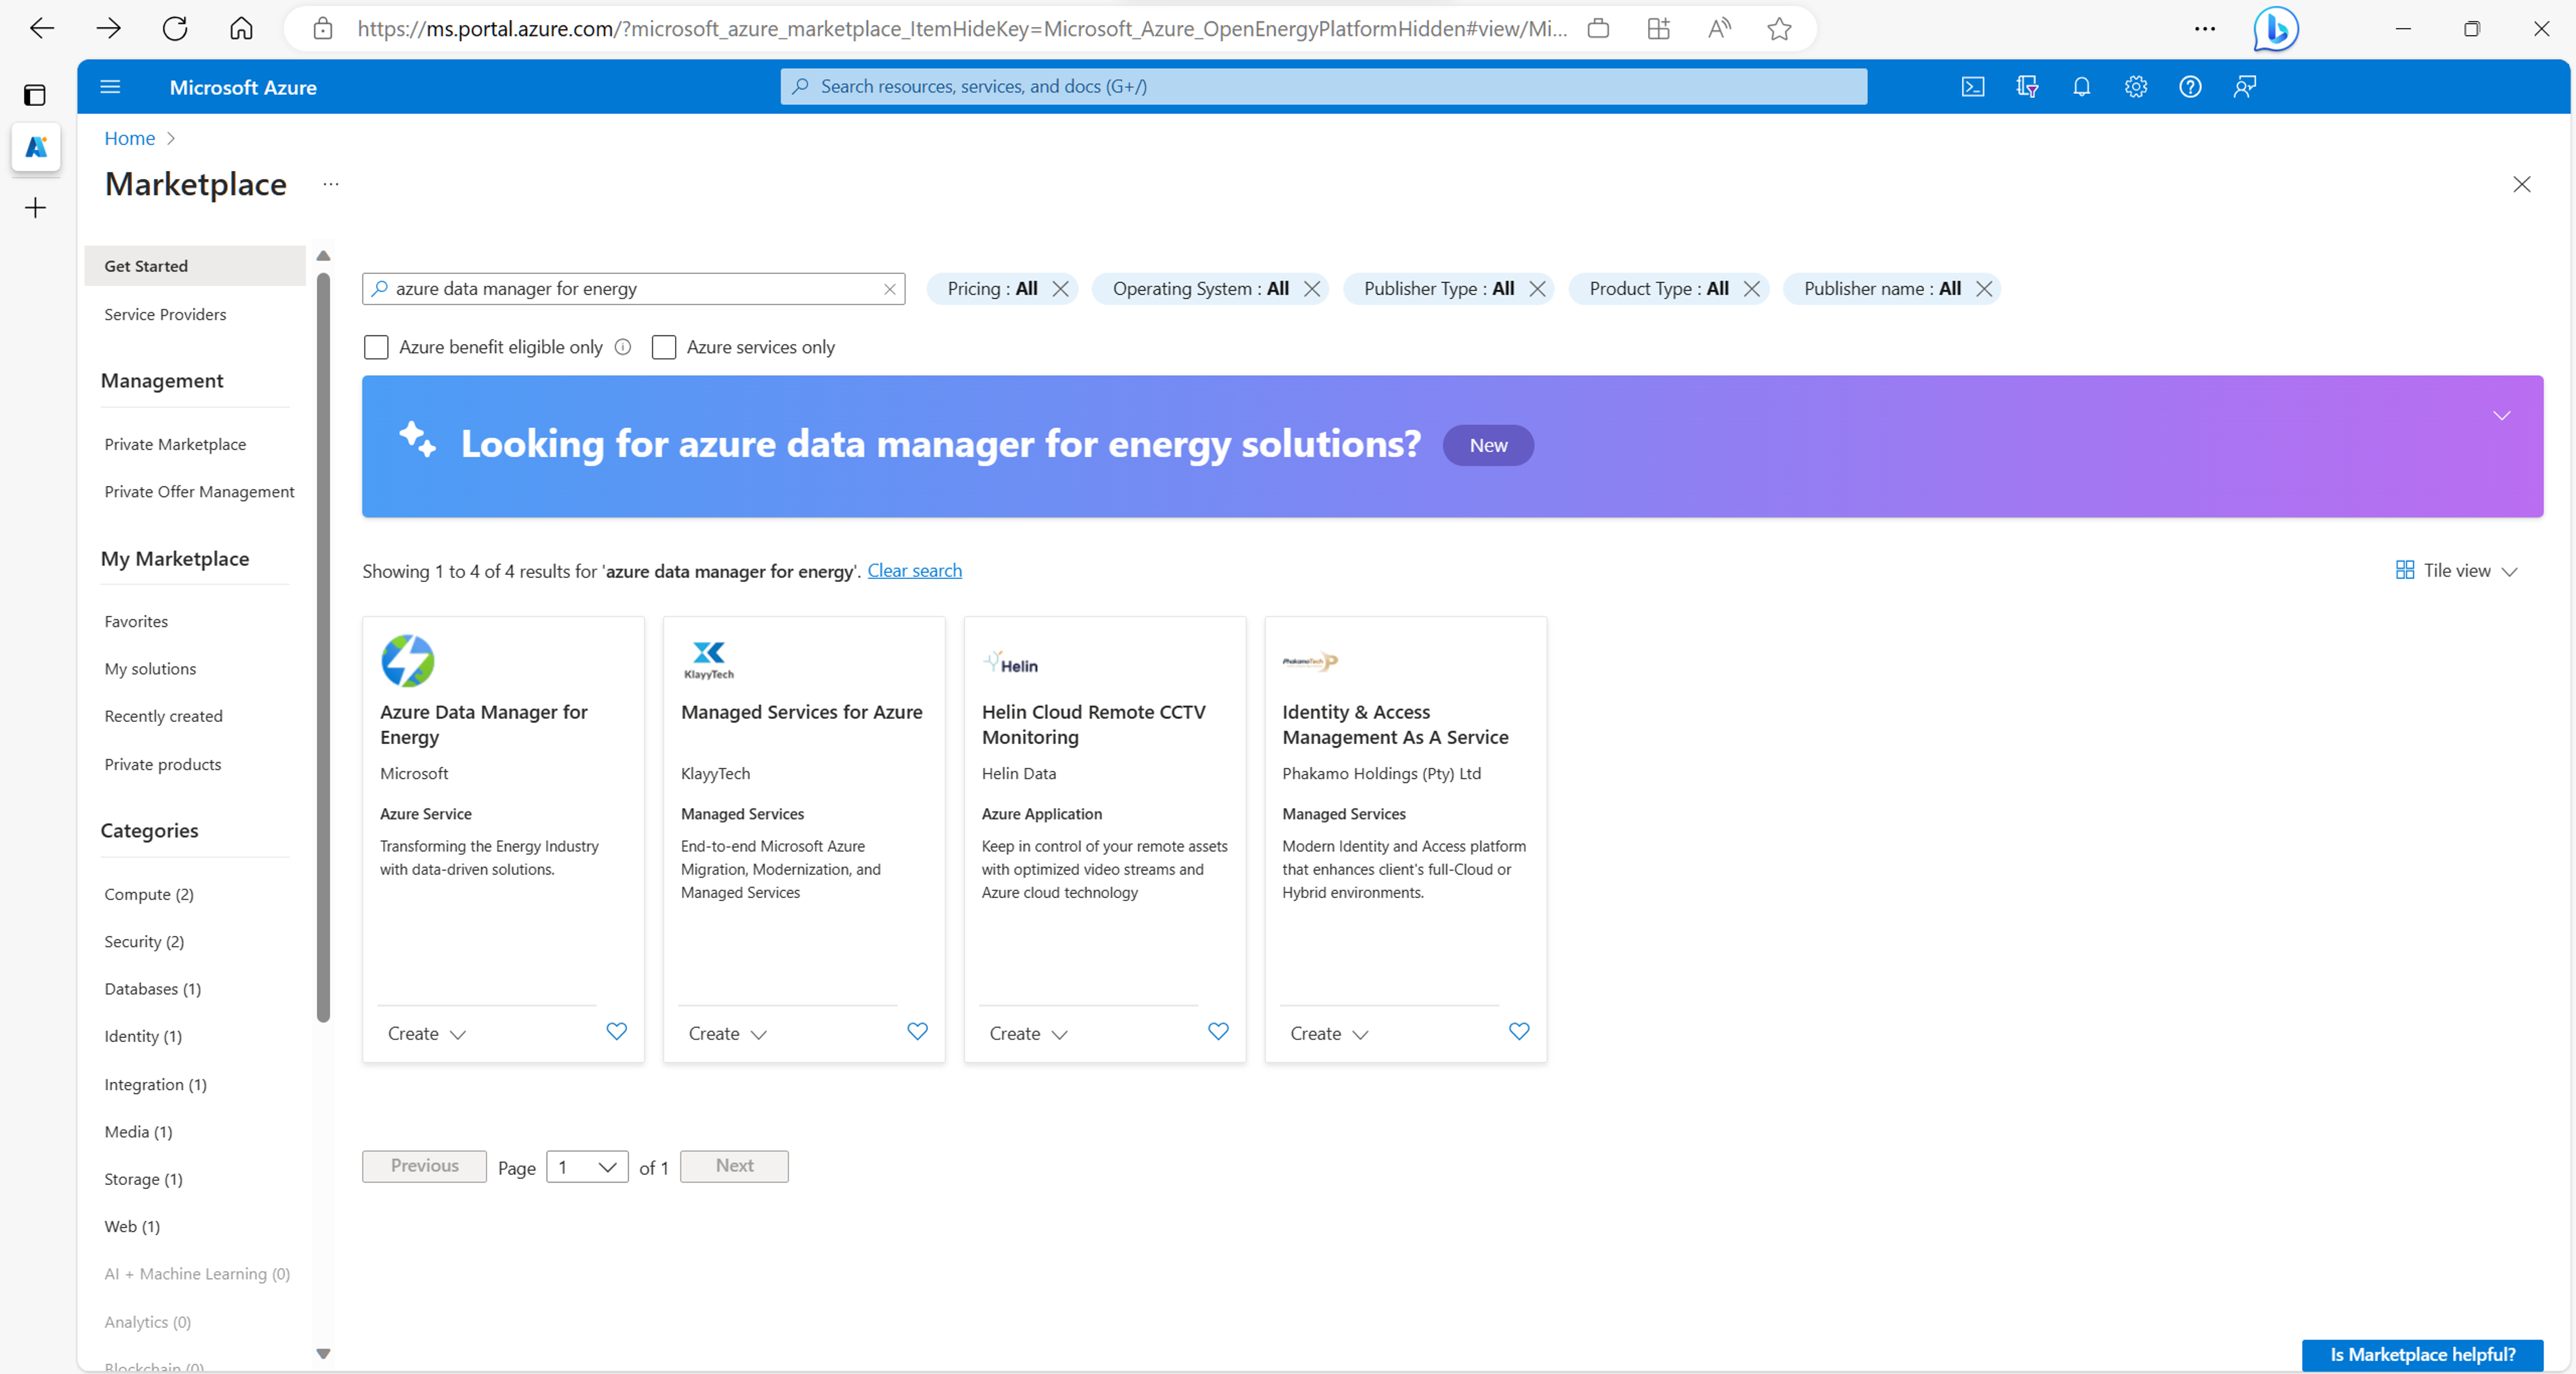 https://ms.portal.azure.com/?microsoft_azure_marketplace_ItemHideKey=Microsoft_Azure_OpenEnergyPlatformHidden#view/Mi...
Microsoft Azure
Search resources, services, and docs (G+/)
Home
Marketplace
...
Get Started
Service Providers
Management
Private Marketplace
Private Offer Management
My Marketplace
Favorites
My solutions
Recently created
Private products
Categories
Compute (2)
Security (2)
Databases (1)
Identity (1)
Integration (1)
Media (1)
Storage (1)
Web (1)
AI + Machine Learning (0)
Analytics (0)
Blockchain (0)
azure data manager for energy
Pricing : All
Operating System : All
Publisher Type : All
Product Type : All
Publisher name : All
Azure benefit eligible only
Azure services only
Looking for azure data manager for energy solutions?
New
Showing 1 to 4 of 4 results for 'azure data manager for energy'. Clear search
Tile view
Azure Data Manager for
Energy
Microsoft
Azure Service
Transforming the Energy Industry
with data-driven solutions.
Create
KlayyTech
Managed Services for Azure
KlayyTech
Managed Services
End-to-end Microsoft Azure
Migration, Modernization, and
Managed Services
Create
Helin
Helin Cloud Remote CCTV
Monitoring
Helin Data
Azure Application
Keep in control of your remote assets
with optimized video streams and
Azure cloud technology
Create
PhakamoTech
Identity & Access
Management As A Service
Phakamo Holdings (Pty) Ltd
Managed Services
Modern Identity and Access platform
that enhances client's full-Cloud or
Hybrid environments.
Create
Previous
Page
1
of 1
Next
Is Marketplace helpful?